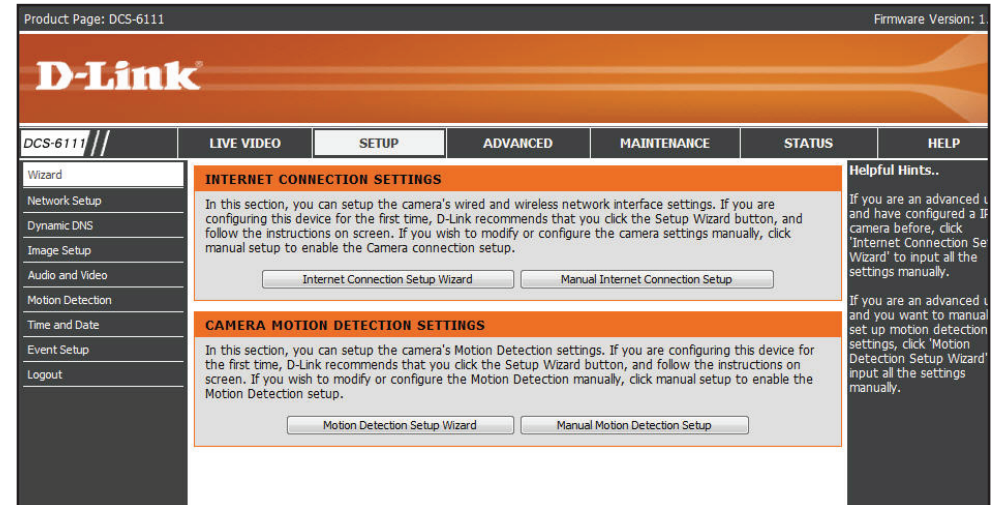 Product Page: DCS-6111
Firmware Version: 1.
D-Link®
DCS-6111
LIVE VIDEO
SETUP
ADVANCED
MAINTENANCE
STATUS
HELP
Wizard
Network Setup
Dynamic DNS
Image Setup
Audio and Video
Motion Detection
Time and Date
Event Setup
Logout
INTERNET CONNECTION SETTINGS
In this section, you can setup the camera's wired and wireless network interface settings. If you are
configuring this device for the first time, D-Link recommends that you click the Setup Wizard button, and
follow the instructions on screen. If you wish to modify or configure the camera settings manually, click
manual setup to enable the Camera connection setup.
Internet Connection Setup Wizard
Manual Internet Connection Setup
CAMERA MOTION DETECTION SETTINGS
In this section, you can setup the camera's Motion Detection settings. If you are configuring this device for
the first time, D-Link recommends that you click the Setup Wizard button, and follow the instructions on
screen. If you wish to modify or configure the Motion Detection manually, click manual setup to enable the
Motion Detection setup.
Motion Detection Setup Wizard
Manual Motion Detection Setup
Helpful Hints..
If you are an advanced
and have configured a
camera before, click
'Internet Connection
Wizard' to input all the
settings manually.
If you are an advanced
and you want to
set up motion detection
settings, click 'Motion
Detection Setup Wizard'
input all the settings
manually.